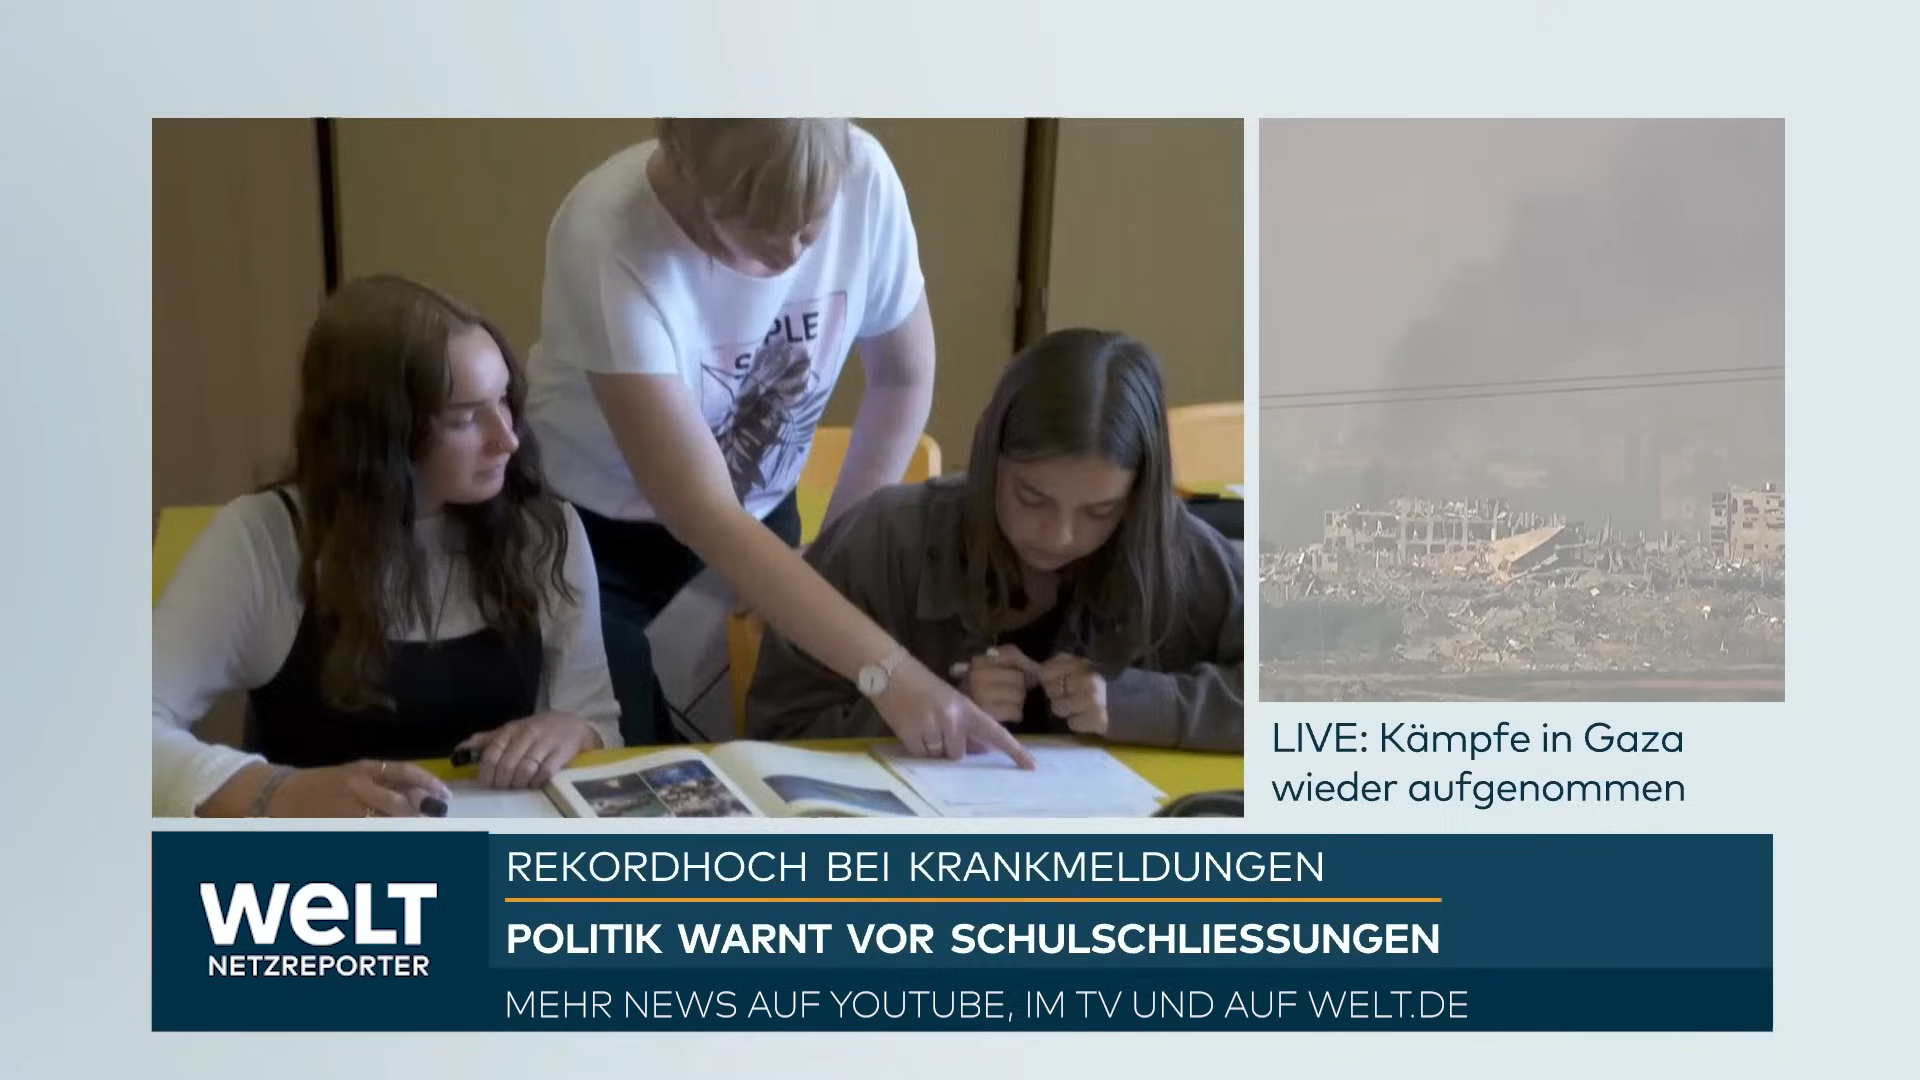 SIMPLE
LIVE: Kämpfe in Gaza
wieder aufgenommen
welt
NETZREPORTER
REKORDHOCH BEI KRANKMELDUNGEN
POLITIK WARNT VOR SCHULSCHLIESSUNGEN
MEHR NEWS AUF YOUTUBE, IM TV UND AUF WELT.DE